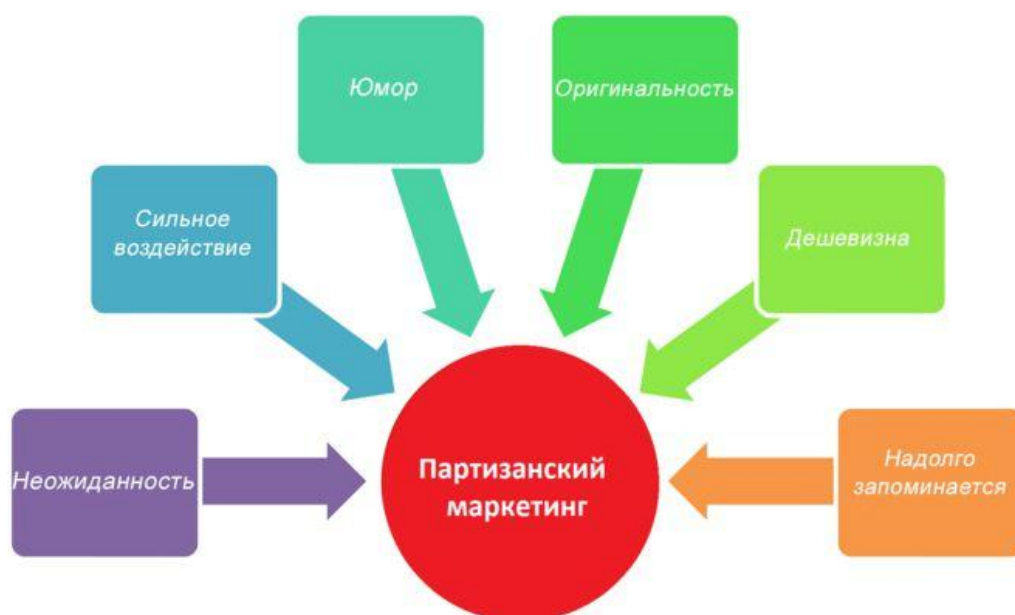 Юмор
Оригинальность
Сильное
воздействие
Дешевизна
Неожиданность
Партизанский
маркетинг
Надолго
запоминается